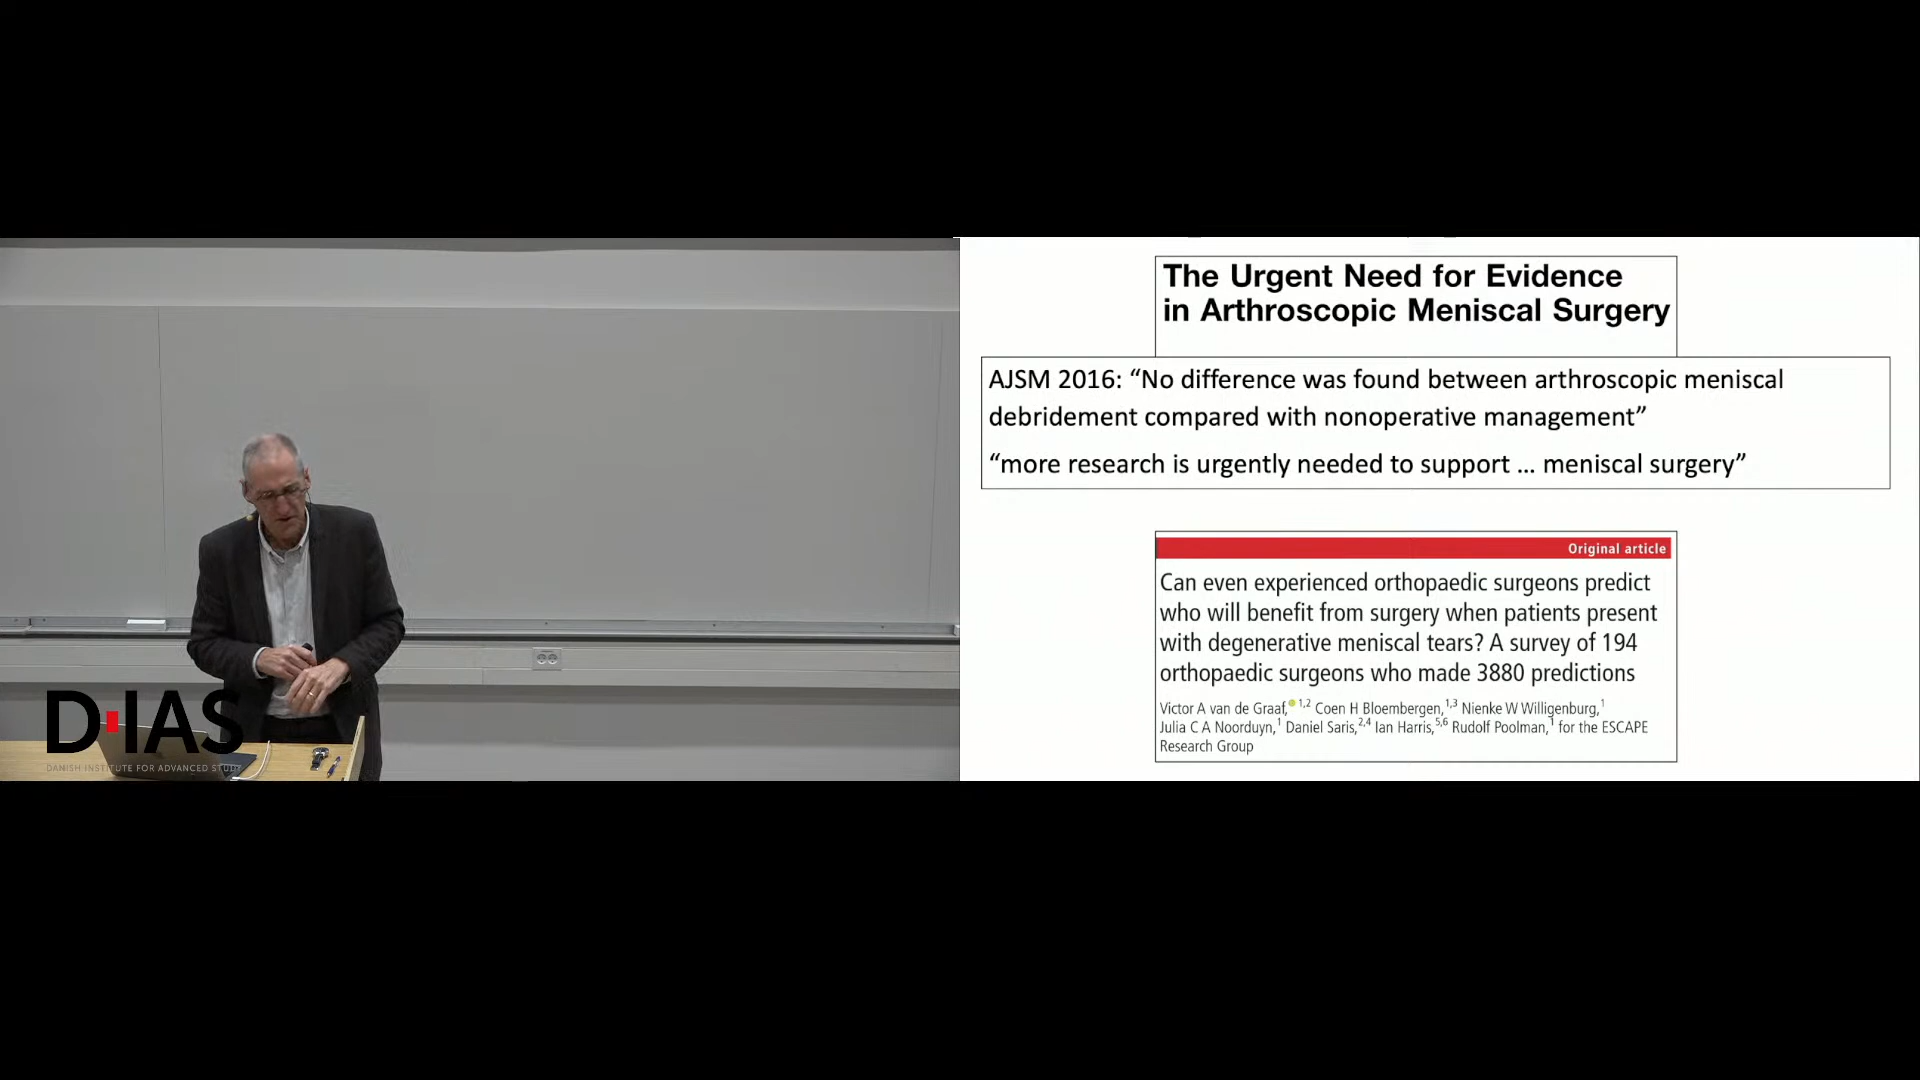 D-IAS
DANISH INSTITUTE FOR ADVANCED STUDY
The Urgent Need for Evidence
in Arthroscopic Meniscal Surgery
AJSM 2016: “No difference was found between arthroscopic meniscal
debridement compared with nonoperative management”
“more research is urgently needed to support ... meniscal surgery”
Original article
Can even experienced orthopaedic surgeons predict
who will benefit from surgery when patients present
with degenerative meniscal tears? A survey of 194
orthopaedic surgeons who made 3880 predictions
Victor A van de Graaf, 1,2 Coen H Bloembergen,1,3 Nienke W Willigenburg,1
Julia C A Noorduyn,1 Daniel Saris,2,4 Ian Harris,5,6 Rudolf Poolman,1 for the ESCAPE
Research Group